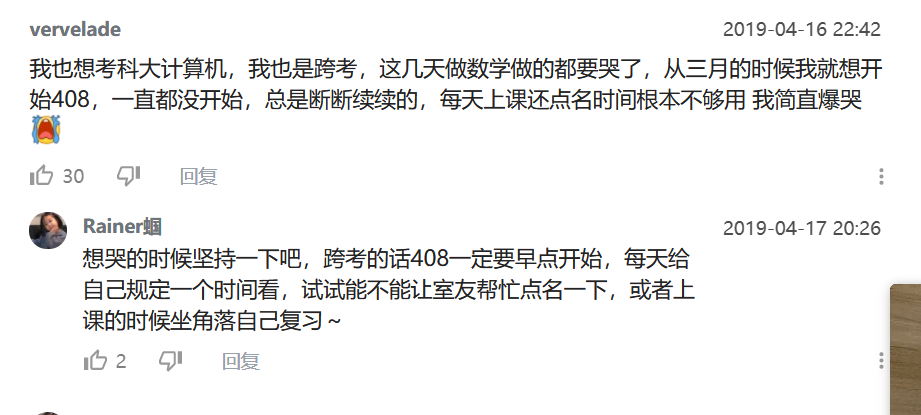 vervelade
2019-04-16 22:42
我也想考科大计算机，我也是跨考，这几天做数学做的都要哭了，从三月的时候我就想开
始408，一直都没开始，总是断断续续的，每天上课还点名时间根本不够用 我简直爆哭
30 回复
Rainer蝈
2019-04-17 20:26
想哭的时候坚持一下吧，跨考的话408一定要早点开始，每天给
自己规定一个时间看，试试能不能让室友帮忙点名一下，或者上
课的时候坐角落自己复习～
2 回复